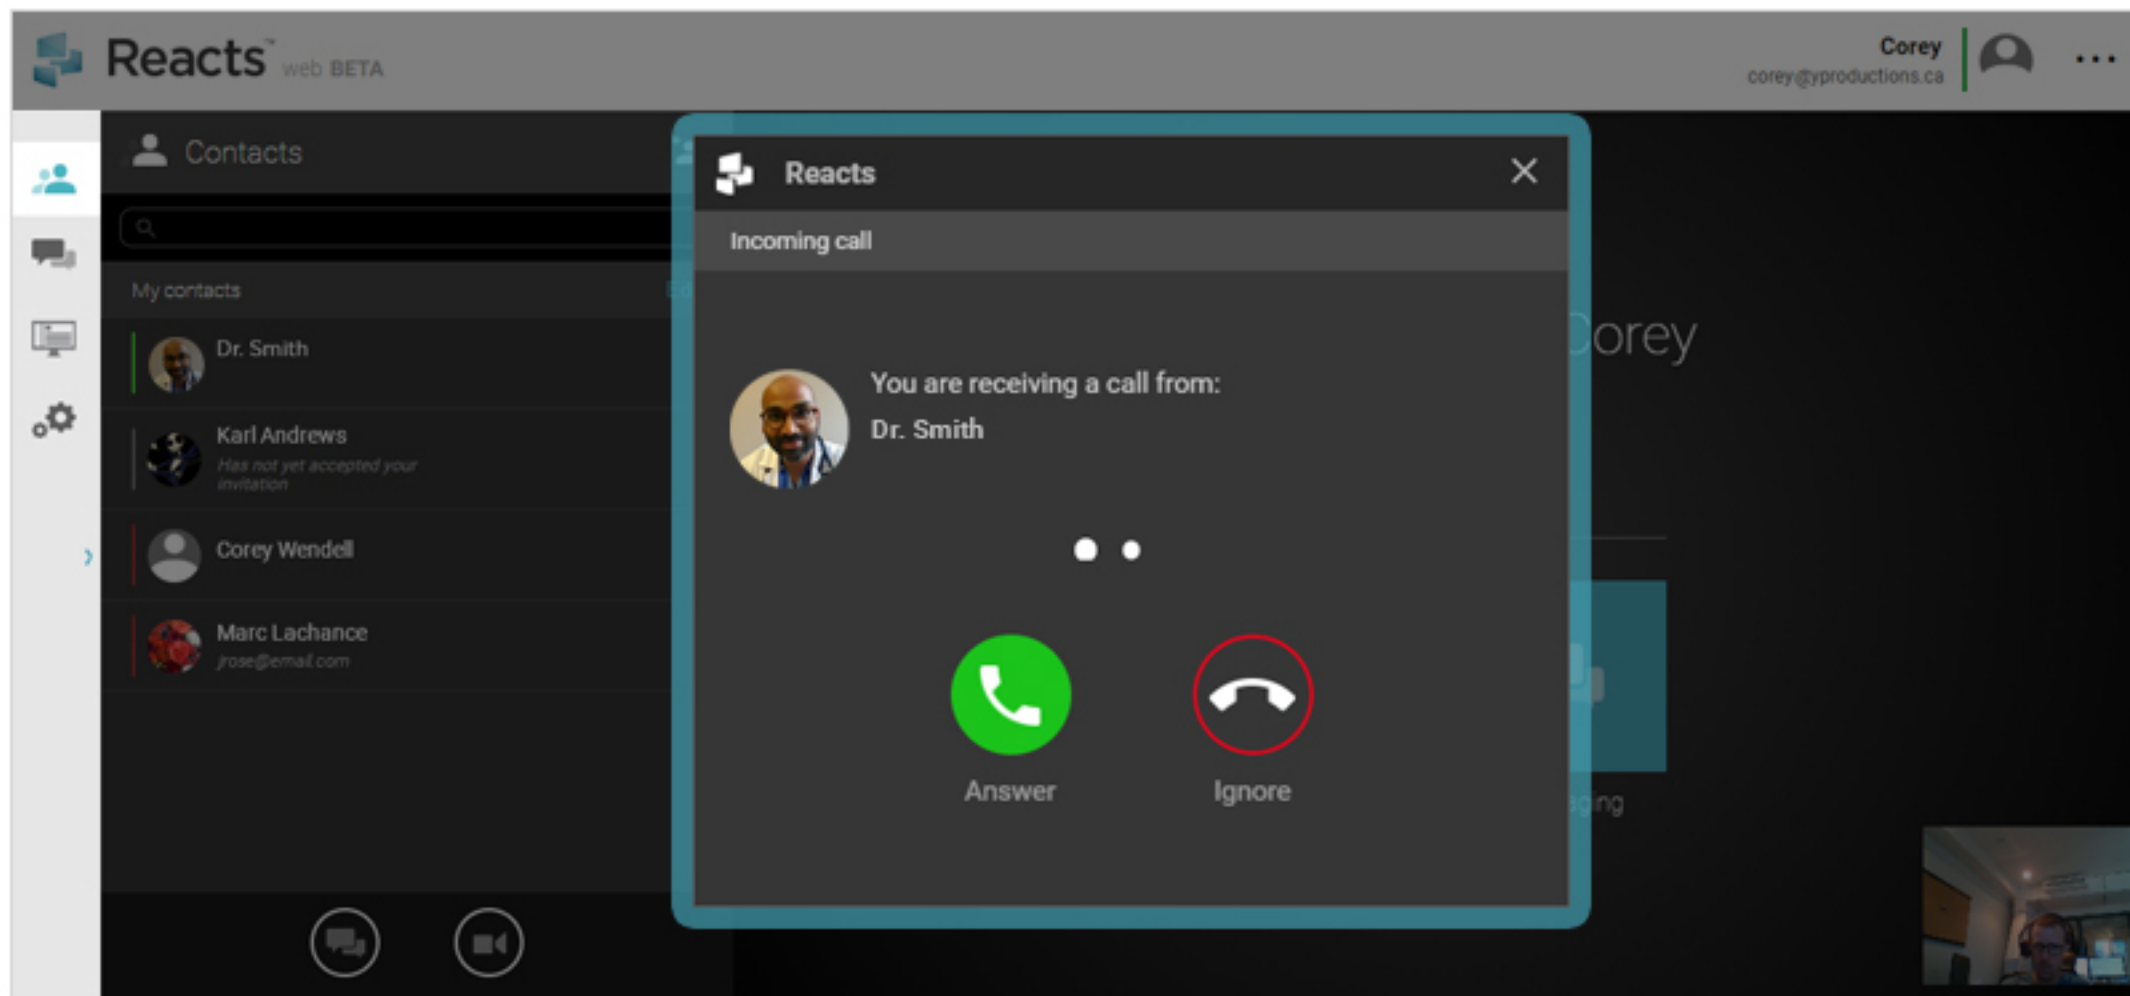 Reacts™ web BETA
Corey
corey@yproductions.ca
Contacts
My contacts
Dr. Smith
Karl Andrews
Has not yet accepted your
invitation
Corey Wendell
Marc Lachance
jrose@email.com
Reacts
Incoming call
You are receiving a call from:
Dr. Smith
Answer
Ignore
Corey